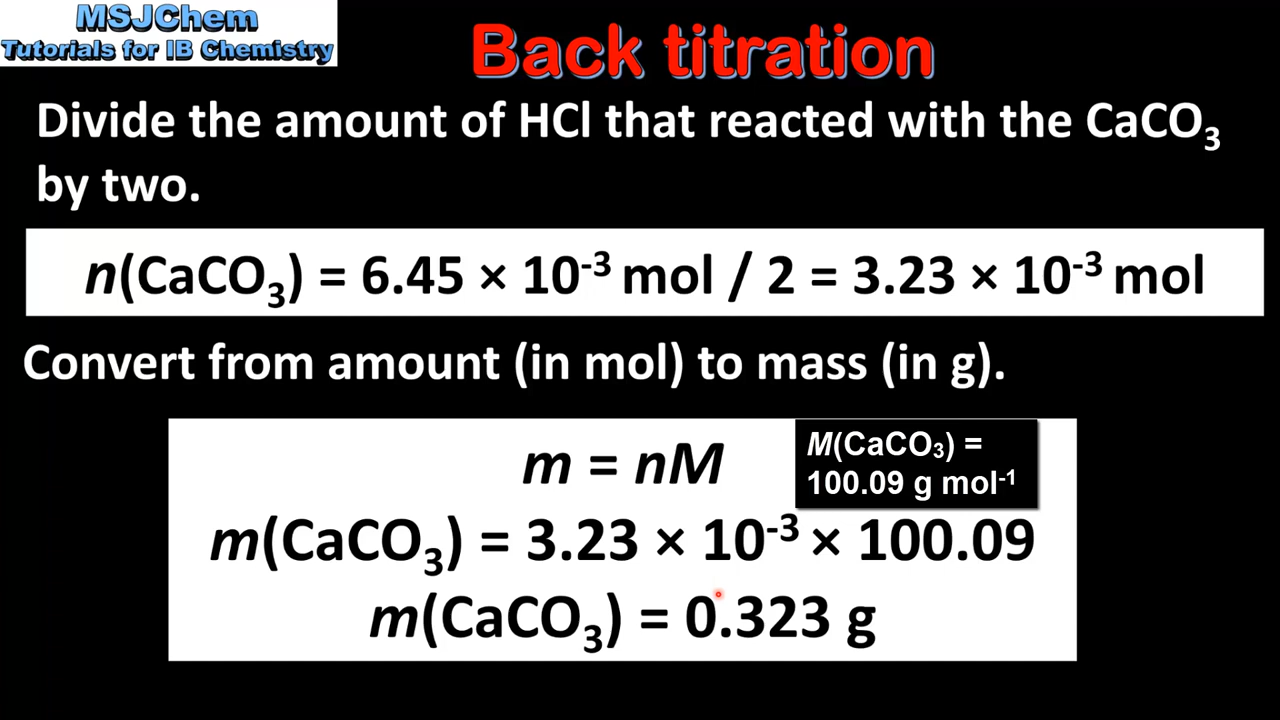 MSJChem
Tutorials for IB Chemistry
Back titration
Divide the amount of HCl that reacted with the CaCO₃
by two.
n(CaCO₃) = 6.45 × 10⁻³ mol / 2 = 3.23 × 10⁻³ mol
Convert from amount (in mol) to mass (in g).
m = nM
M(CaCO₃) =
100.09 g mol⁻¹
m(CaCO₃) = 3.23 × 10⁻³ × 100.09
m(CaCO₃) = 0.323 g